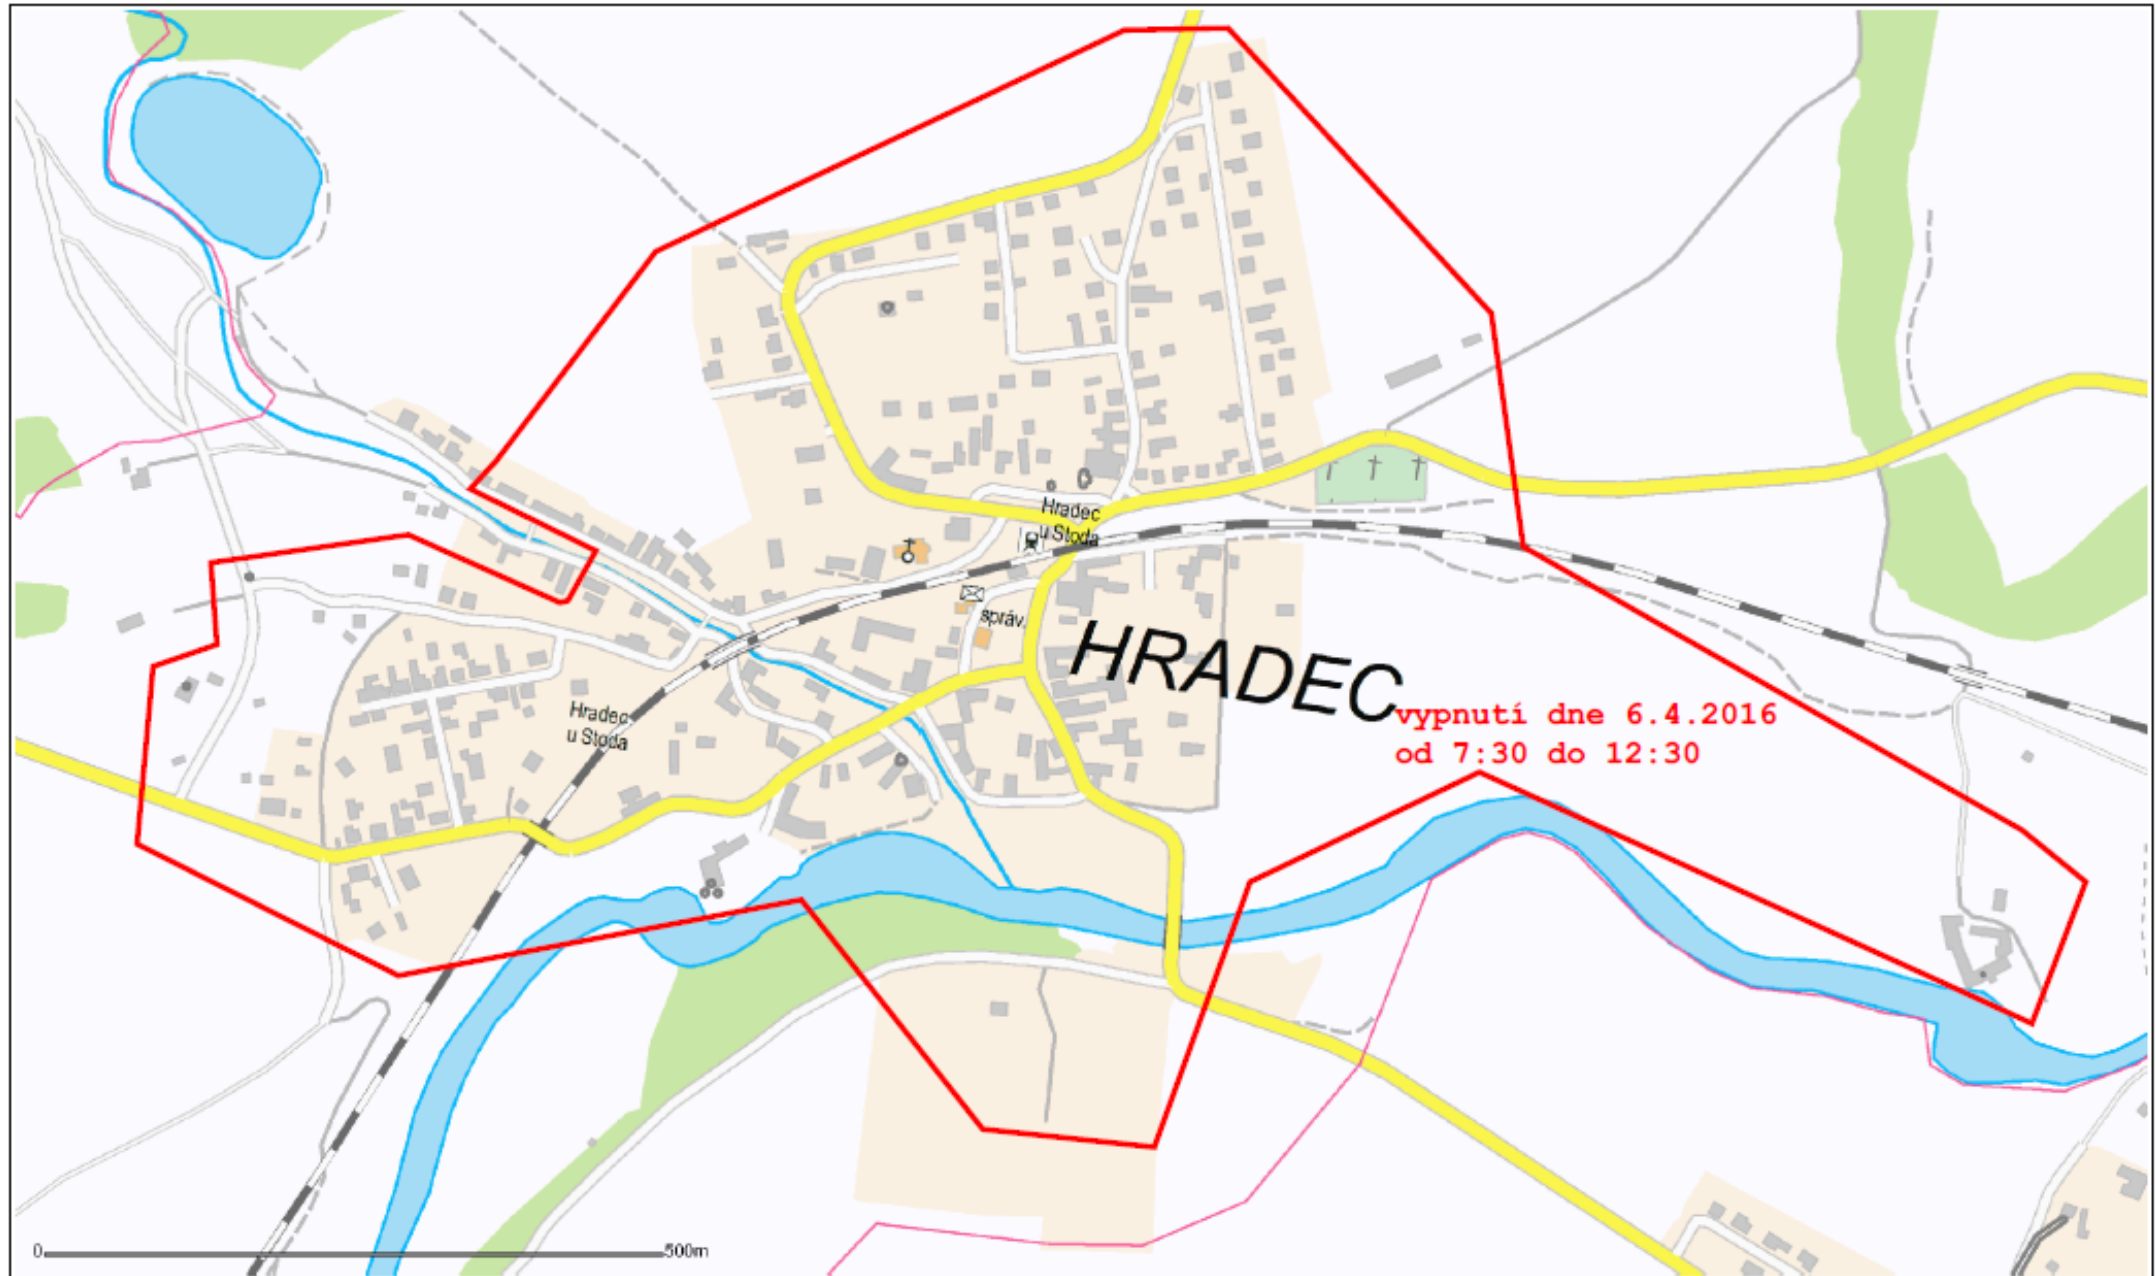 Hradec
u Stoda
správ.
HRADEC
Hradec
u Stoda
vypnutí dne 6.4.2016
od 7:30 do 12:30
0
500m